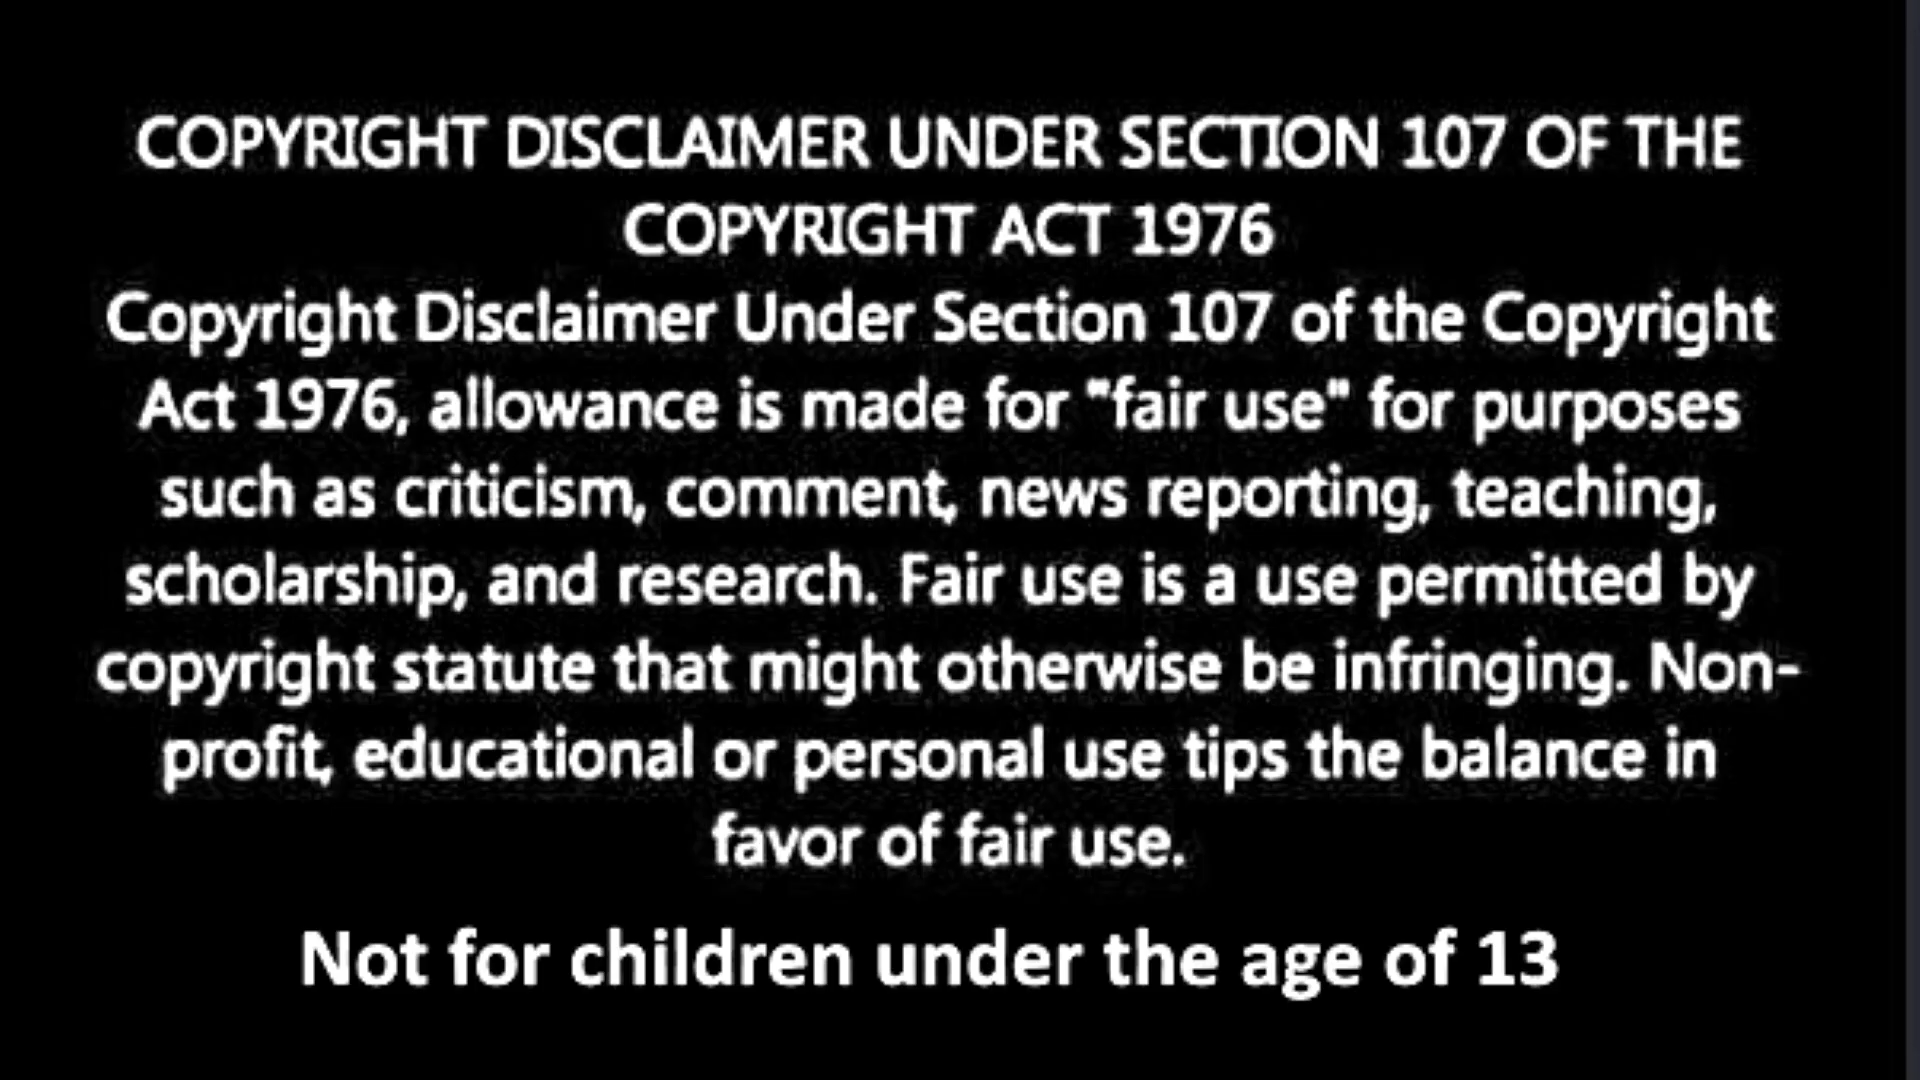 COPYRIGHT DISCLAIMER UNDER SECTION 107 OF THE
COPYRIGHT ACT 1976
Copyright Disclaimer Under Section 107 of the Copyright
Act 1976, allowance is made for "fair use" for purposes
such as criticism, comment, news reporting, teaching,
scholarship, and research. Fair use is a use permitted by
copyright statute that might otherwise be infringing. Non-
profit, educational or personal use tips the balance in
favor of fair use.
Not for children under the age of 13